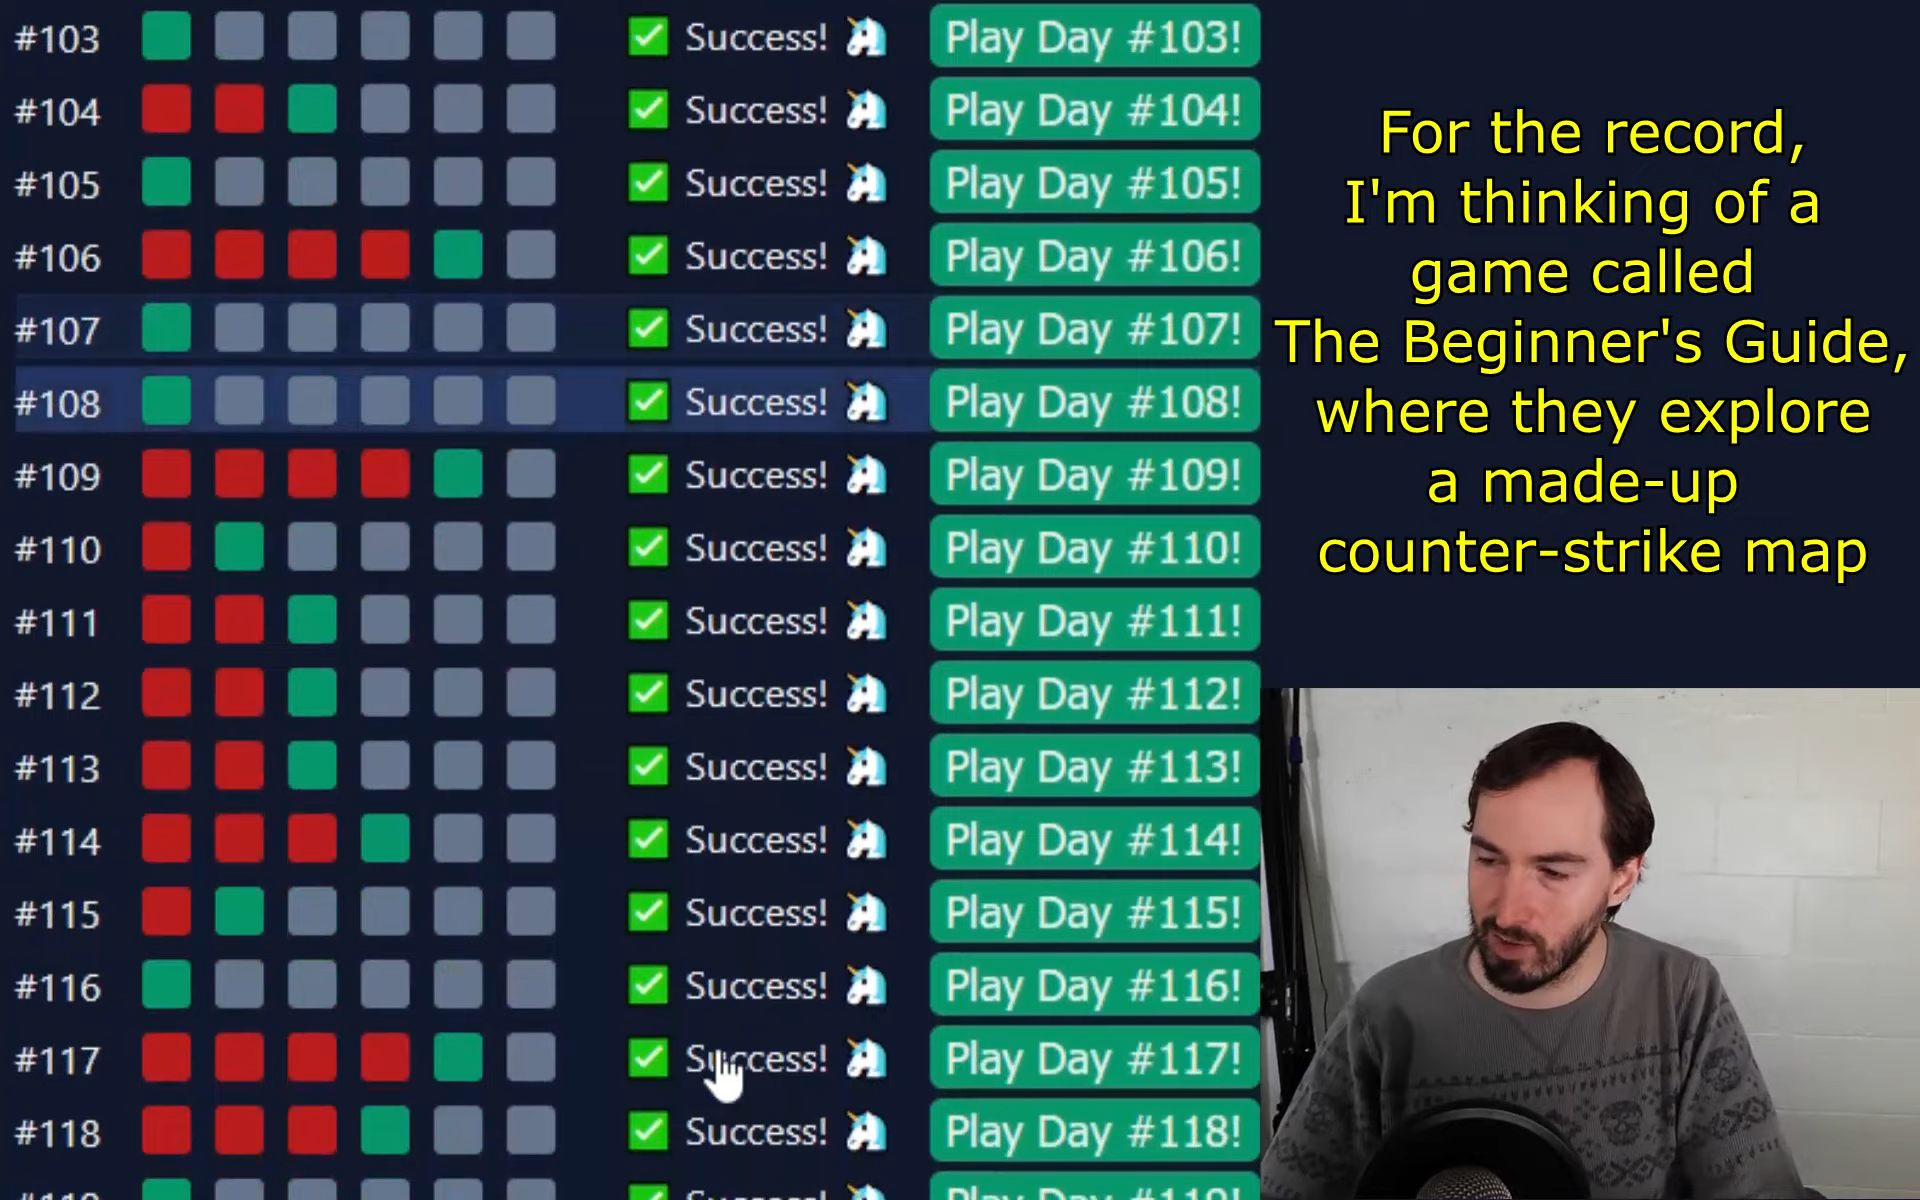 #103 Success! Play Day #103!
#104 Success! Play Day #104!
#105 Success! Play Day #105!
#106 Success! Play Day #106!
#107 Success! Play Day #107!
#108 Success! Play Day #108!
#109 Success! Play Day #109!
#110 Success! Play Day #110!
#111 Success! Play Day #111!
#112 Success! Play Day #112!
#113 Success! Play Day #113!
#114 Success! Play Day #114!
#115 Success! Play Day #115!
#116 Success! Play Day #116!
#117 Success! Play Day #117!
#118 Success! Play Day #118!
#119 Success! Play Day #119!
For the record,
I'm thinking of a
game called
The Beginner's Guide,
where they explore
a made-up
counter-strike map